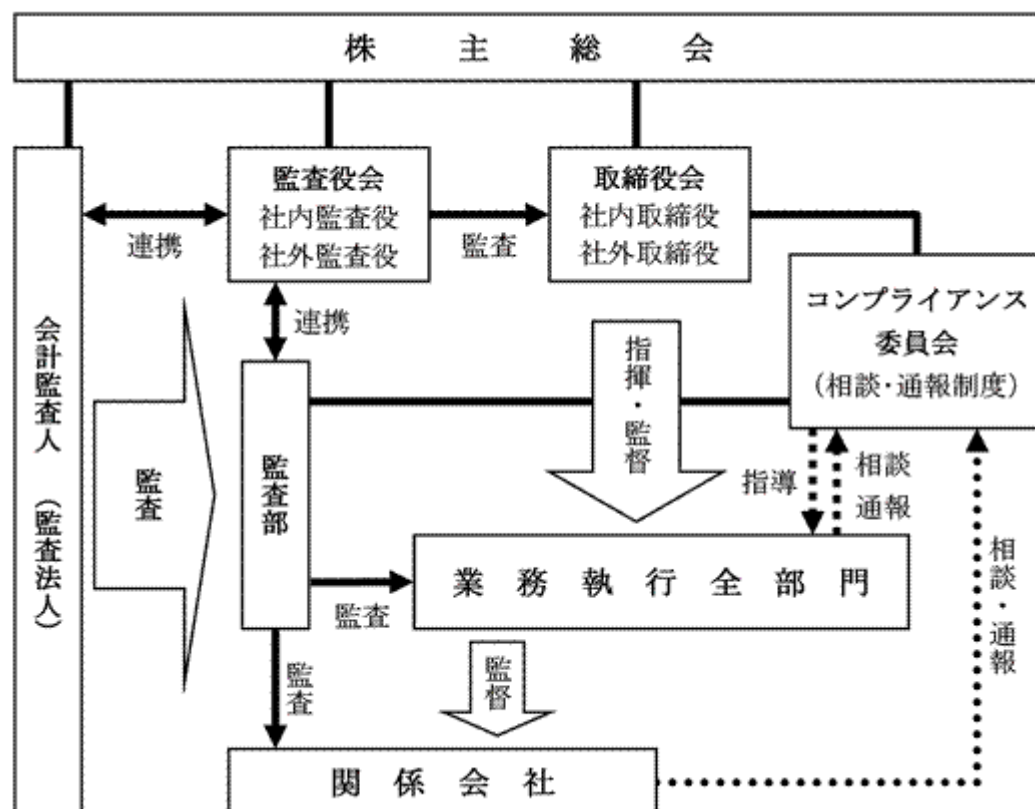 株主総会
監査役会
社内監査役
社外監査役
取締役会
社内取締役
社外取締役
連携
監査
コンプライアンス
委員会
（相談・通報制度）
連携
会計監査人（監査法人）
監査
監査部
指揮・監督
指導
相談
通報
業務執行全部門
監査
相談・通報
監査
監督
関係会社